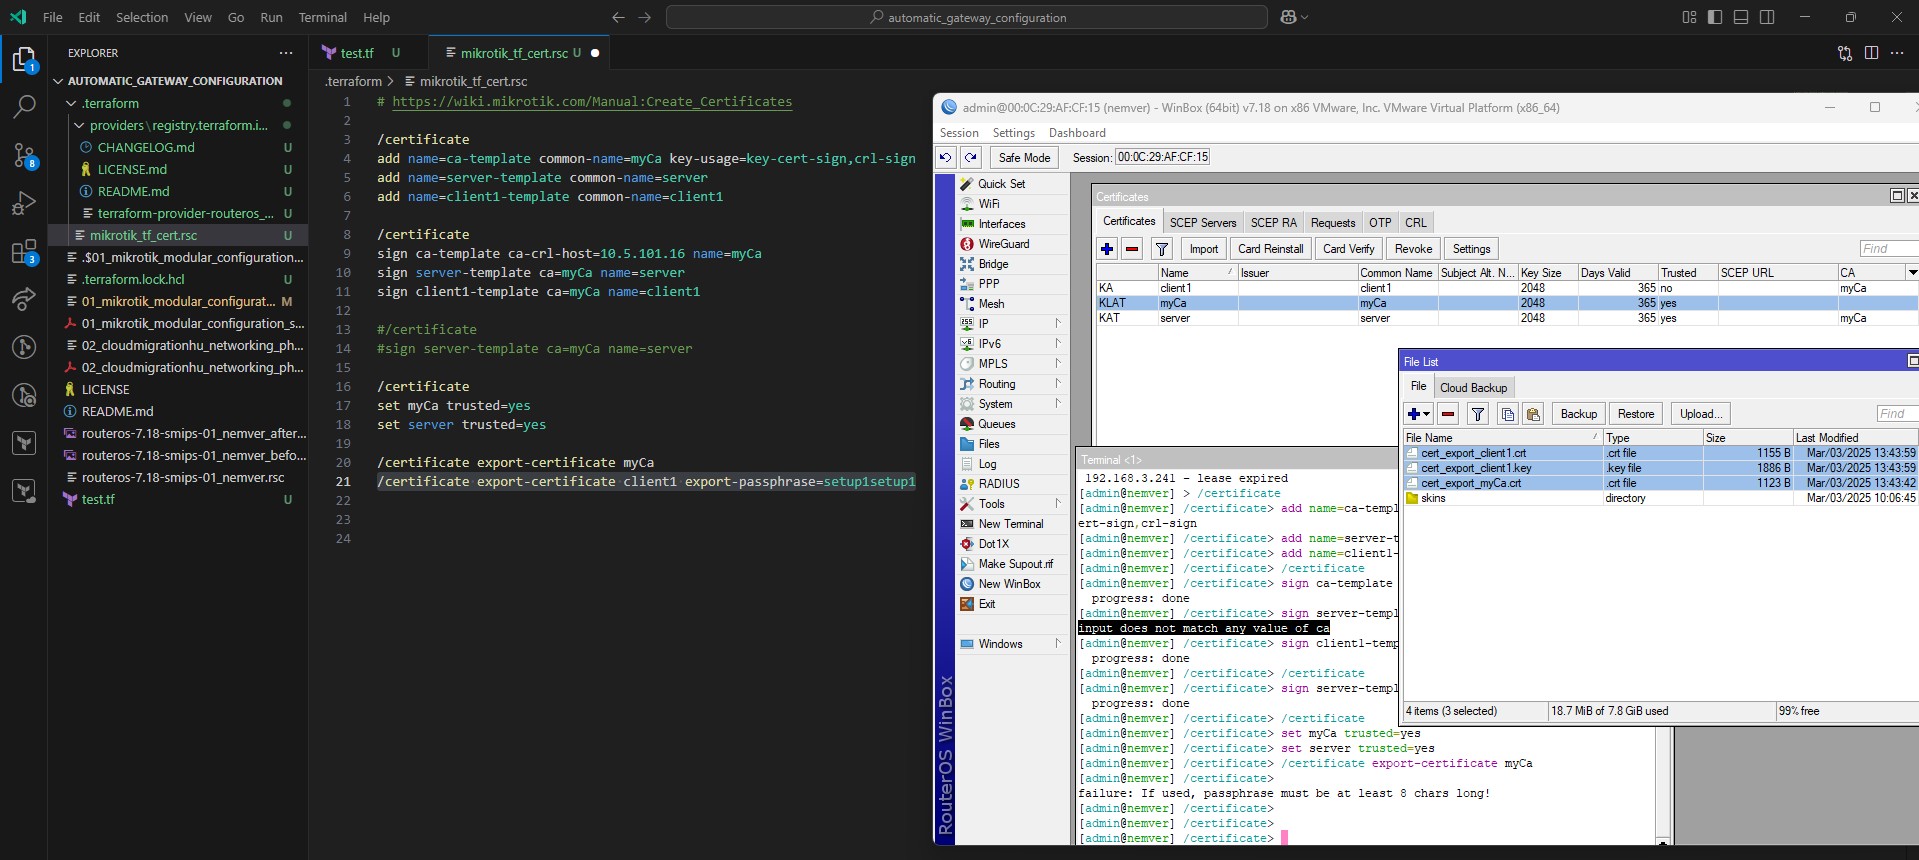 File Edit Selection View Go Run Terminal Help
automatic_gateway_configuration
EXPLORER
AUTOMATIC_GATEWAY_CONFIGURATION
.terraform
providers\registry.terraform.i...
CHANGELOG.md U
LICENSE.md U
README.md U
terraform-provider-routeros_... U
mikrotik_tf_cert.rsc U
.$01_mikrotik_modular_configuration...
.terraform.lock.hcl U
01_mikrotik_modular_configurat... M
01_mikrotik_modular_configuration_s...
02_cloudmigrationhu_networking_ph...
02_cloudmigrationhu_networking_ph...
LICENSE
README.md
routeros-7.18-smips-01_nemver_after...
routeros-7.18-smips-01_nemver_befo...
routeros-7.18-smips-01_nemver.rsc
test.tf U
1
8
3
test.tf U
mikrotik_tf_cert.rsc U
.terraform > mikrotik_tf_cert.rsc
1 # https://wiki.mikrotik.com/Manual:Create_Certificates
2
3 /certificate
4 add name=ca-template common-name=myCa key-usage=key-cert-sign,crl-sign
5 add name=server-template common-name=server
6 add name=client1-template common-name=client1
7
8 /certificate
9 sign ca-template ca-crl-host=10.5.101.16 name=myCa
10 sign server-template ca=myCa name=server
11 sign client1-template ca=myCa name=client1
12
13 #/certificate
14 #sign server-template ca=myCa name=server
15
16 /certificate
17 set myCa trusted=yes
18 set server trusted=yes
19
20 /certificate export-certificate myCa
21 /certificate export-certificate client1 export-passphrase=setup1setup1
22
23
24
admin@00:0C:29:AF:CF:15 (nemver) - WinBox (64bit) v7.18 on x86 VMware, Inc. VMware Virtual Platform (x86_64)
Session Settings Dashboard
Safe Mode Session: 00:0C:29:AF:CF:15
Quick Set
WiFi
Interfaces
WireGuard
Bridge
PPP
Mesh
IP
IPv6
MPLS
Routing
System
Queues
Files
Log
RADIUS
Tools
New Terminal
Dot1X
Make Supout.rif
New WinBox
Exit
Windows
RouterOS WinBox
Certificates
Certificates SCEP Servers SCEP RA Requests OTP CRL
Import Card Reinstall Card Verify Revoke Settings Find
Name Issuer Common Name Subject Alt. N... Key Size Days Valid Trusted SCEP URL CA
KA client1 client1 2048 365 no myCa
KLAT myCa myCa 2048 365 yes
KAT server server 2048 365 yes myCa
File List
File Cloud Backup
Backup Restore Upload... Find
File Name Type Size Last Modified
cert_export_client1.crt .crt file 1155 B Mar/03/2025 13:43:59
cert_export_client1.key .key file 1886 B Mar/03/2025 13:43:59
cert_export_myCa.crt .crt file 1123 B Mar/03/2025 13:43:42
skins directory Mar/03/2025 10:06:45
4 items (3 selected) 18.7 MiB of 7.8 GiB used 99% free
Terminal <1>
192.168.3.241 - lease expired
[admin@nemver] > /certificate
[admin@nemver] /certificate> add name=ca-templ
ert-sign,crl-sign
[admin@nemver] /certificate> add name=server-t
[admin@nemver] /certificate> add name=client1-
[admin@nemver] /certificate> /certificate
[admin@nemver] /certificate> sign ca-template
progress: done
[admin@nemver] /certificate> sign server-templ
input does not match any value of ca
[admin@nemver] /certificate> sign client1-temp
progress: done
[admin@nemver] /certificate> /certificate
[admin@nemver] /certificate> sign server-templ
progress: done
[admin@nemver] /certificate> /certificate
[admin@nemver] /certificate> set myCa trusted=yes
[admin@nemver] /certificate> set server trusted=yes
[admin@nemver] /certificate> /certificate export-certificate myCa
[admin@nemver] /certificate>
failure: If used, passphrase must be at least 8 chars long!
[admin@nemver] /certificate>
[admin@nemver] /certificate>
[admin@nemver] /certificate>